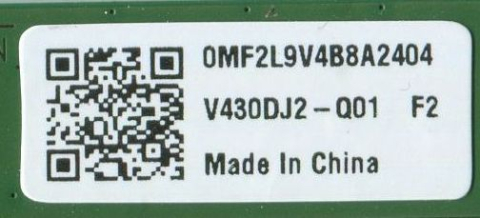 0MF2L9V4B8A2404
V430DJ2-Q01 F2
Made In China